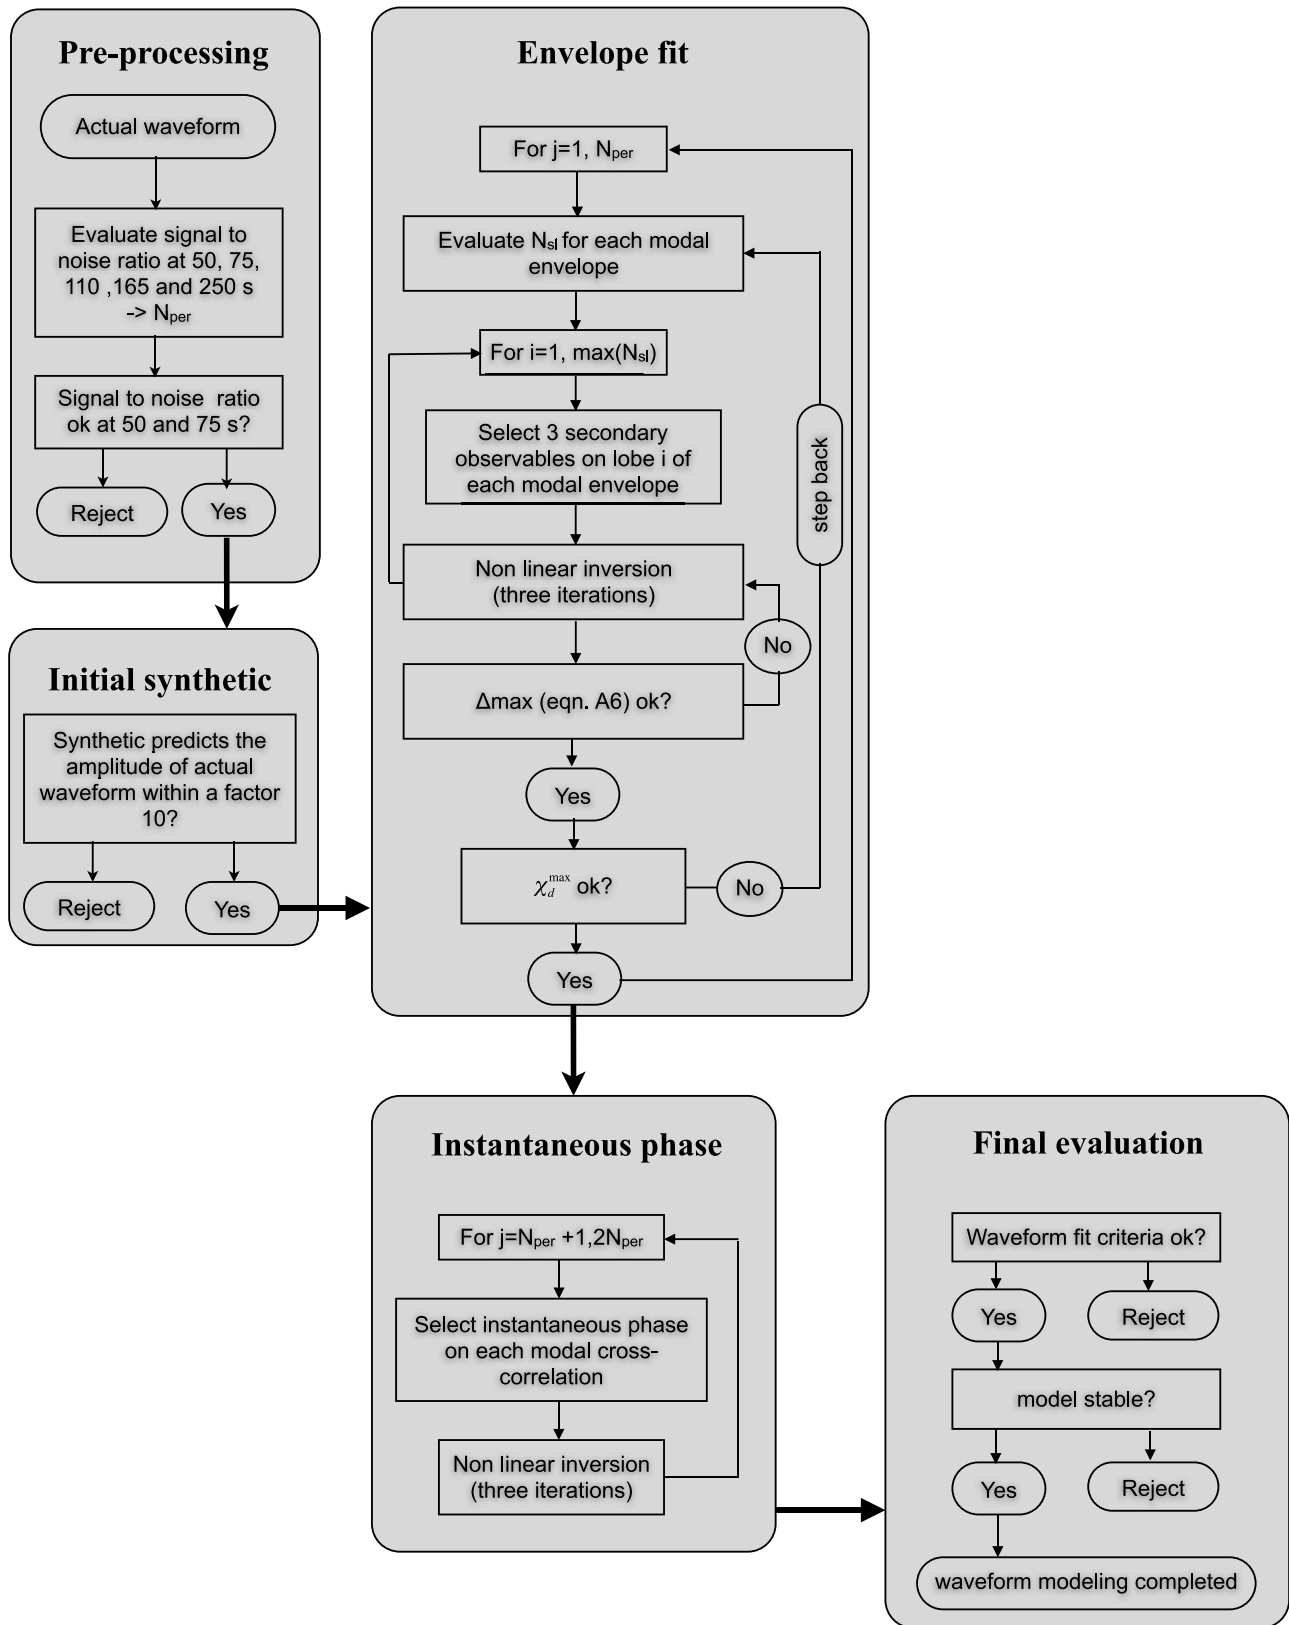 Pre-processing
Actual waveform
Evaluate signal to
noise ratio at 50, 75,
110 ,165 and 250 s
-> Nper
Signal to noise ratio
ok at 50 and 75 s?
Reject
Yes
Initial synthetic
Synthetic predicts the
amplitude of actual
waveform within a factor
10?
Reject
Yes
Envelope fit
For j=1, Nper
Evaluate Nsl for each modal
envelope
For i=1, max(Nsl)
Select 3 secondary
observables on lobe i of
each modal envelope
Non linear inversion
(three iterations)
No
Δmax (eqn. A6) ok?
Yes
χd^max ok?
No
step back
Yes
Instantaneous phase
For j=Nper +1,2Nper
Select instantaneous phase
on each modal cross-
correlation
Non linear inversion
(three iterations)
Final evaluation
Waveform fit criteria ok?
Yes
Reject
model stable?
Yes
Reject
waveform modeling completed